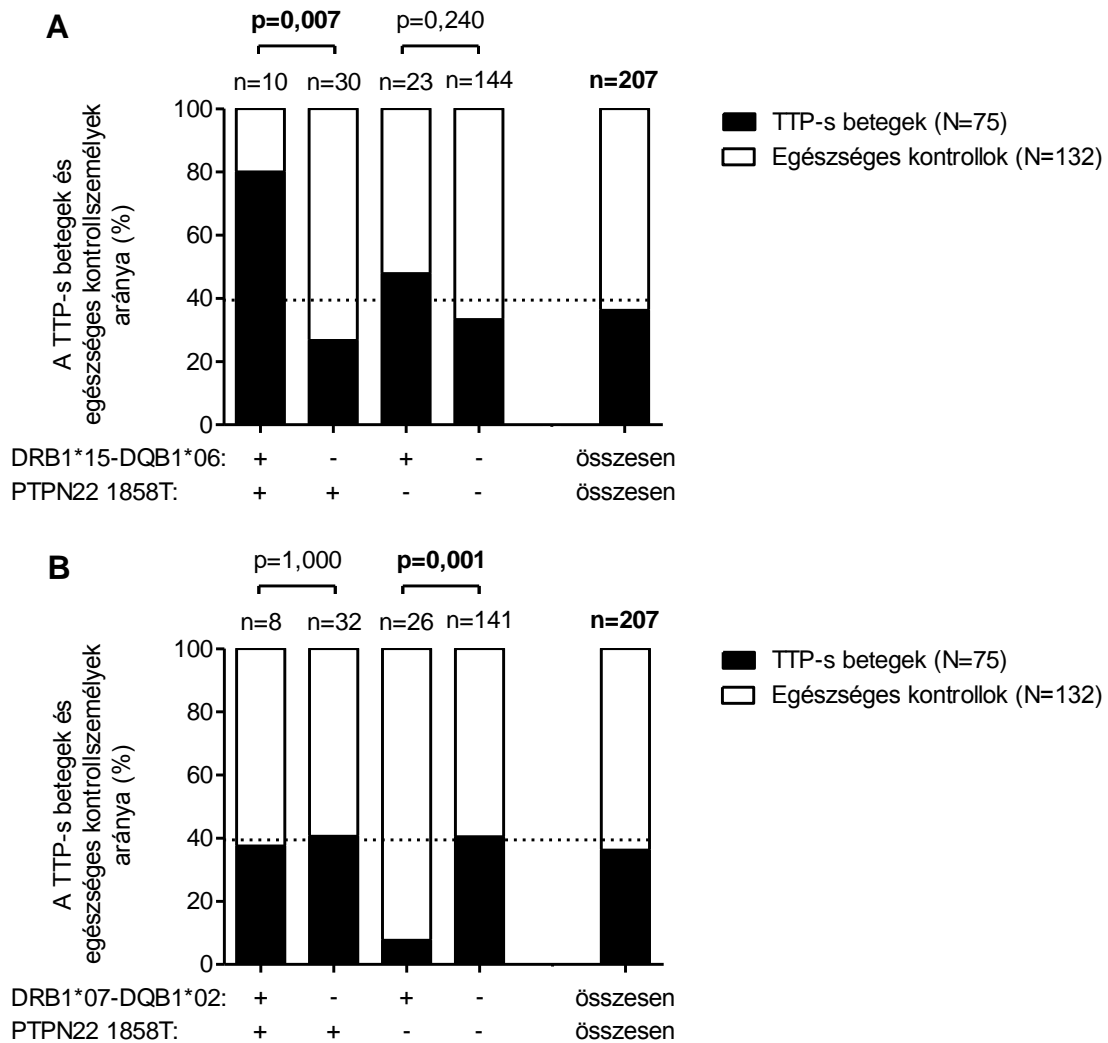 A
p=0,007 p=0,240
n=10 n=30 n=23 n=144 n=207
100
80
60
40
20
0
A TTP-s betegek és
egészséges kontrollszemélyek
aránya (%)
TTP-s betegek (N=75)
Egészséges kontrollok (N=132)
DRB1*15-DQB1*06: + - + - összesen
PTPN22 1858T: + + - - összesen
B
p=1,000 p=0,001
n=8 n=32 n=26 n=141 n=207
100
80
60
40
20
0
A TTP-s betegek és
egészséges kontrollszemélyek
aránya (%)
TTP-s betegek (N=75)
Egészséges kontrollok (N=132)
DRB1*07-DQB1*02: + - + - összesen
PTPN22 1858T: + + - - összesen